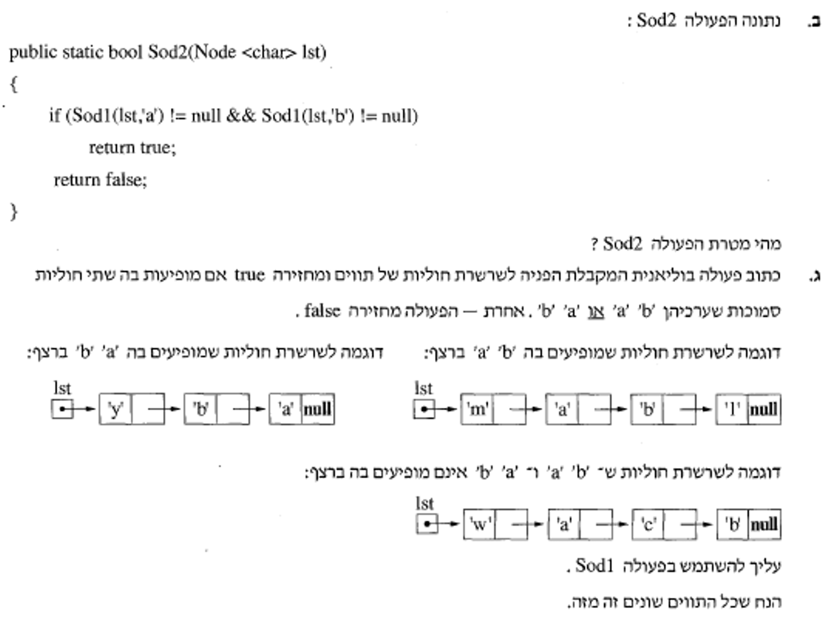 ב. נתונה הפעולה Sod2 :
public static bool Sod2(Node <char> lst)
{
if (Sod1(lst,'a') != null && Sod1(lst,'b') != null)
return true;
return false;
}
מהי מטרת הפעולה Sod2 ?
ג. כתוב פעולה בוליאנית המקבלת הפניה לשרשרת חוליות של תווים ומחזירה true אם מופיעות בה שתי חוליות
סמוכות שערכיהן 'a' 'b' או 'b' 'a' . אחרת – הפעולה מחזירה false .
דוגמה לשרשרת חוליות שמופיעים בה 'a' 'b' ברצף: דוגמה לשרשרת חוליות שמופיעים בה 'b' 'a' ברצף:
lst lst
'y' 'b' 'a' null 'm' 'a' 'b' 'l' null
דוגמה לשרשרת חוליות ש־ 'a' 'b' ו־ 'b' 'a' אינם מופיעים בה ברצף:
lst
'w' 'a' 'c' 'b' null
עליך להשתמש בפעולה Sod1 .
הנח שכל התווים שונים זה מזה.